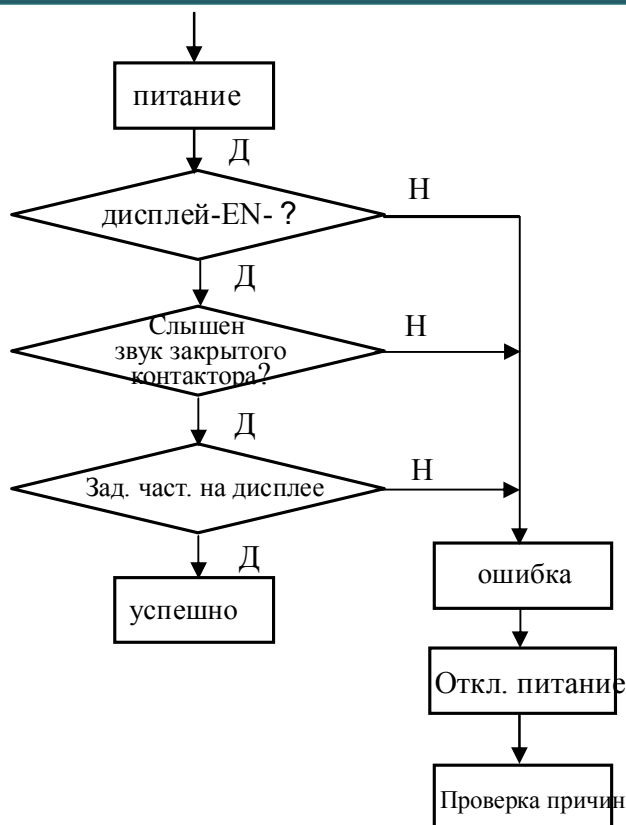 питание
Д
дисплей-EN- ?
Н
Д
Слышен
звук закрытого
контактора?
Н
Д
Зад. част. на дисплее
Н
Д
успешно
ошибка
Откл. питание
Проверка причин